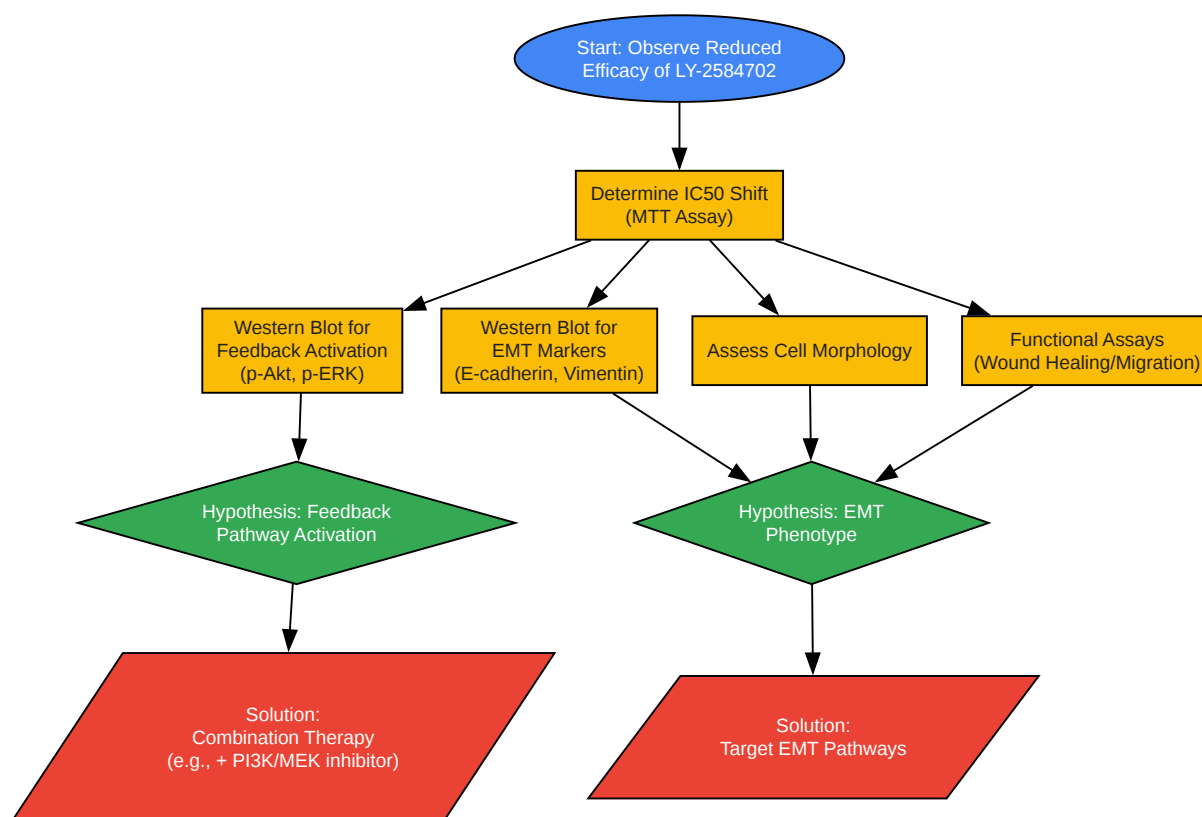 Start: Observe Reduced
Efficacy of LY-2584702
Determine IC50 Shift
(MTT Assay)
Western Blot for
Feedback Activation
(p-Akt, p-ERK)
Western Blot for
EMT Markers
(E-cadherin, Vimentin)
Assess Cell Morphology
Functional Assays
(Wound Healing/Migration)
Hypothesis: Feedback
Pathway Activation
Hypothesis: EMT
Phenotype
Solution:
Combination Therapy
(e.g., + PI3K/MEK inhibitor)
Solution:
Target EMT Pathways